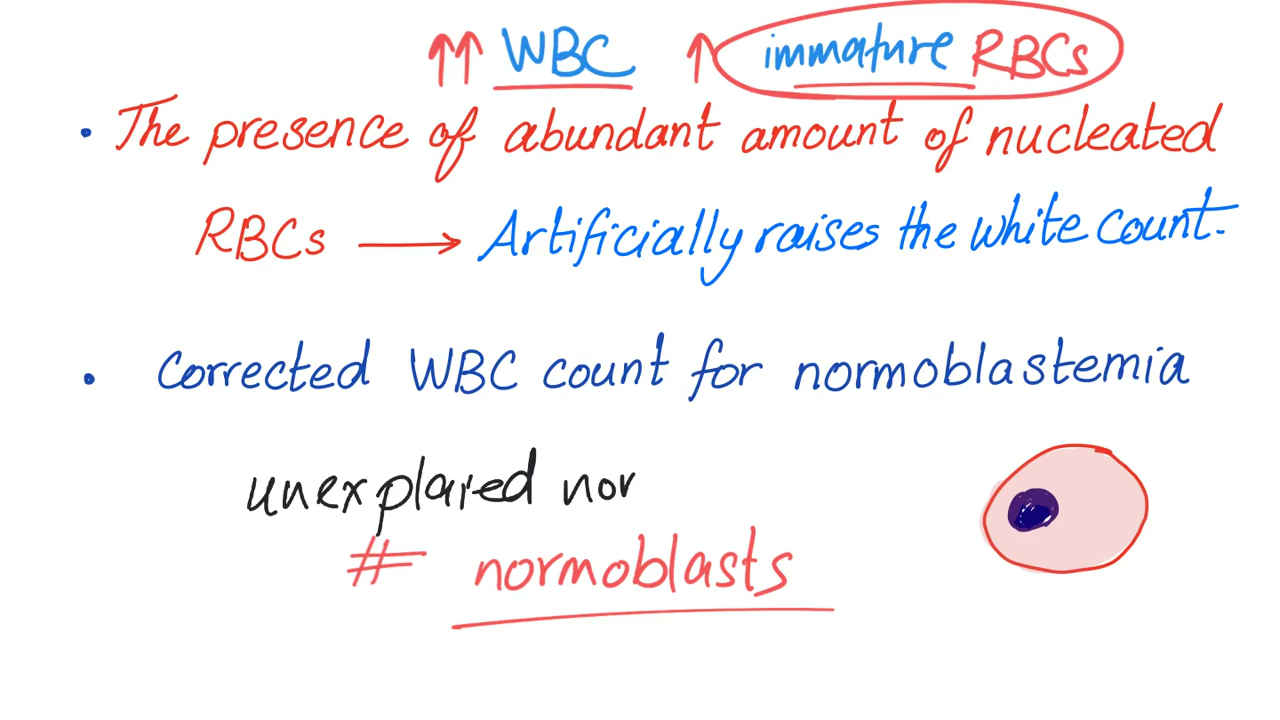 ↑↑ WBC ↑ immature RBCs
• The presence of abundant amount of nucleated
RBCs → Artificially raises the white count.
• Corrected WBC count for normoblastemia
unexplared nor
# normoblasts